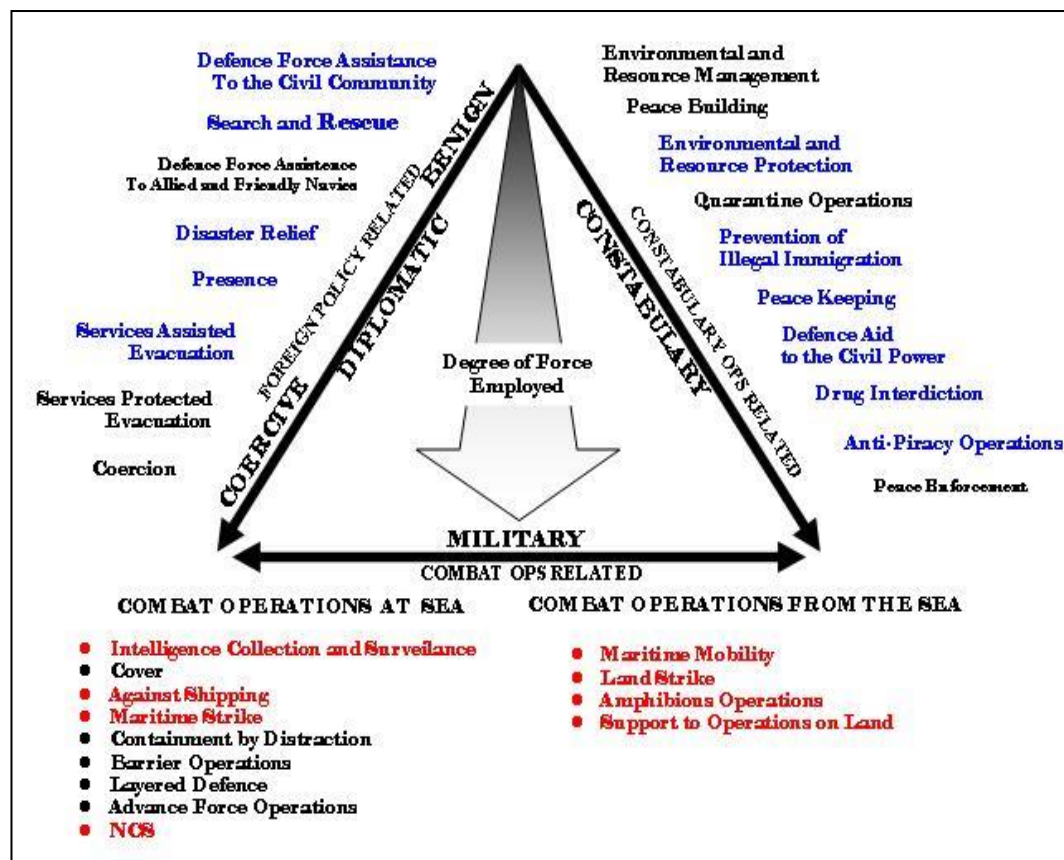 Defence Force Assistance
To the Civil Community
Search and Rescue
Defence Force Assistence
To Allied and Friendly Navies
Disaster Relief
Presence
Services Assisted
Evacuation
Services Protected
Evacuation
Coercion
FOREIGN POLICY RELATED
BENIGN
DIPLOMATIC
COERCIVE
Degree of Force
Employed
CONSTABULARY
CONSTABULARY OPS RELATED
Environmental and
Resource Management
Peace Building
Environmental and
Resource Protection
Quarantine Operations
Prevention of
Illegal Immigration
Peace Keeping
Defence Aid
to the Civil Power
Drug Interdiction
Anti-Piracy Operations
Peace Enforcement
MILITARY
COMBAT OPS RELATED
COMBAT OPERATIONS AT SEA
• Intelligence Collection and Surveilance
• Cover
• Against Shipping
• Maritime Strike
• Containment by Distraction
• Barrier Operations
• Layered Defence
• Advance Force Operations
• NCS
COMBAT OPERATIONS FROM THE SEA
• Maritime Mobility
• Land Strike
• Amphibious Operations
• Support to Operations on Land